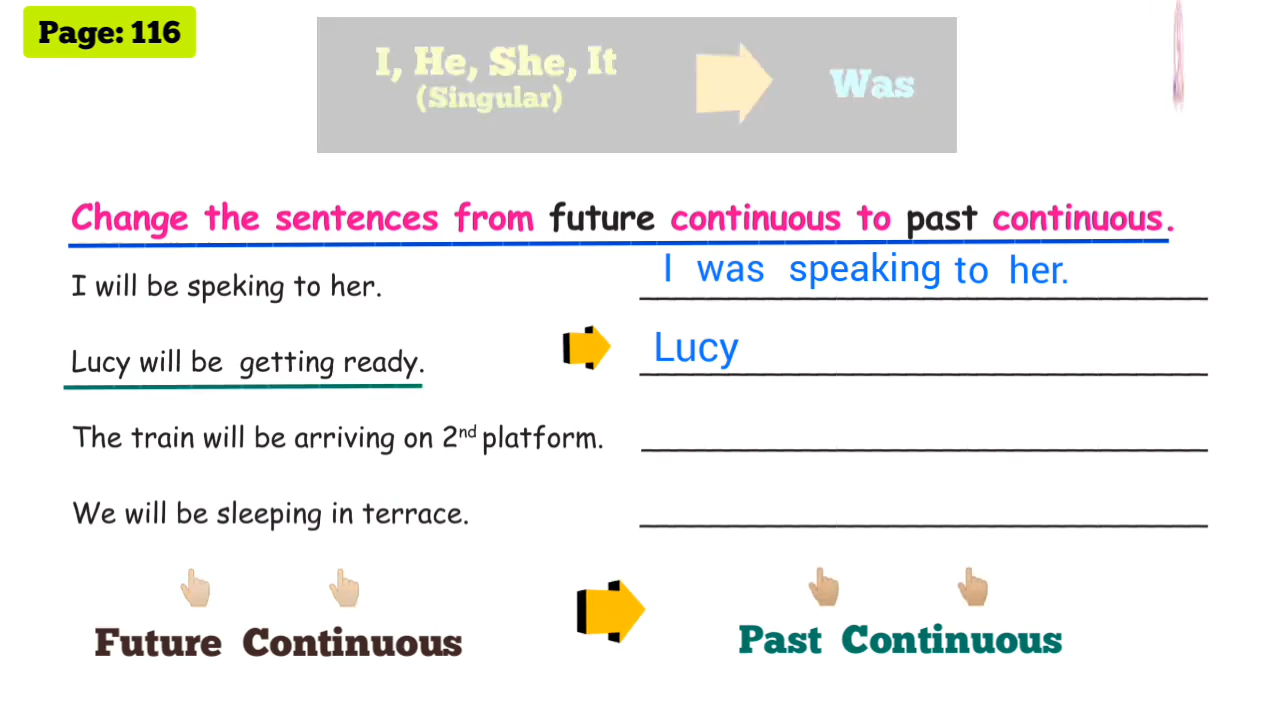 Page: 116
I, He, She, It
(Singular)
Was
Change the sentences from future continuous to past continuous.
I will be speking to her.
I was speaking to her.
Lucy will be getting ready.
Lucy
The train will be arriving on 2nd platform.
We will be sleeping in terrace.
Future Continuous
Past Continuous